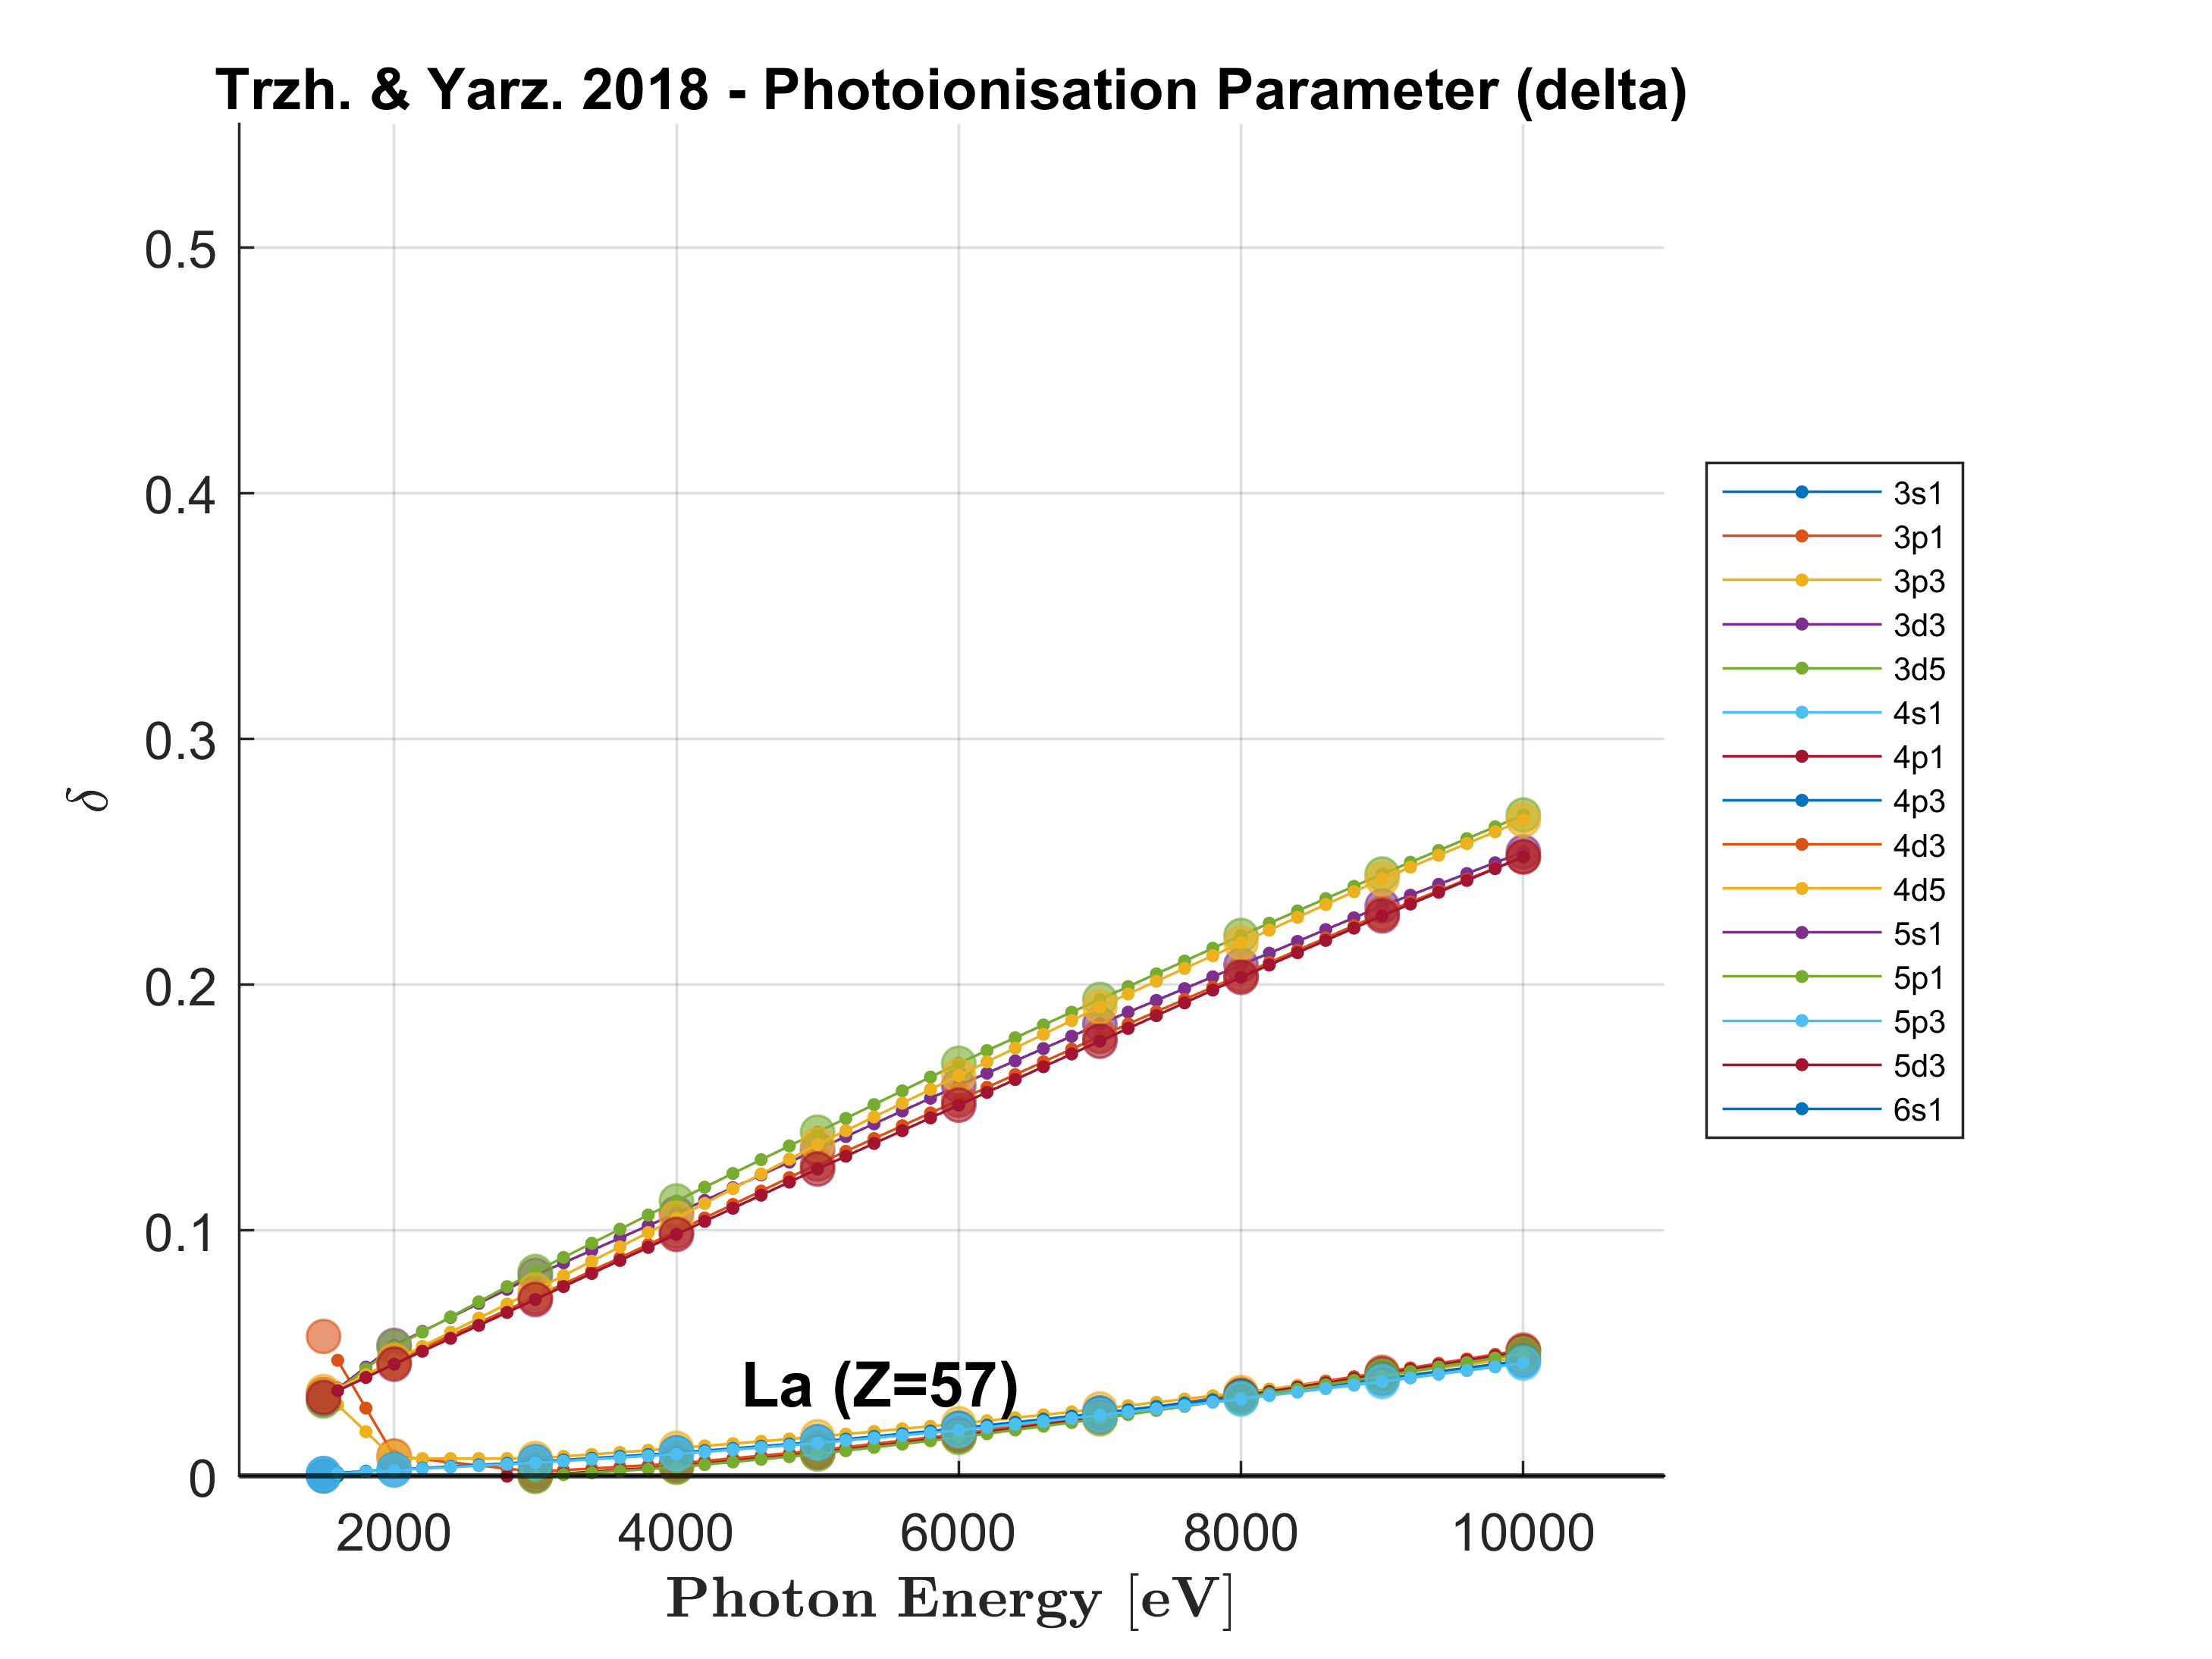 Trzh. & Yarz. 2018 - Photoionisation Parameter (delta)
0.5
0.4
0.3
0.2
0.1
0
δ
La (Z=57)
2000 4000 6000 8000 10000
Photon Energy [eV]
3s1
3p1
3p3
3d3
3d5
4s1
4p1
4p3
4d3
4d5
5s1
5p1
5p3
5d3
6s1